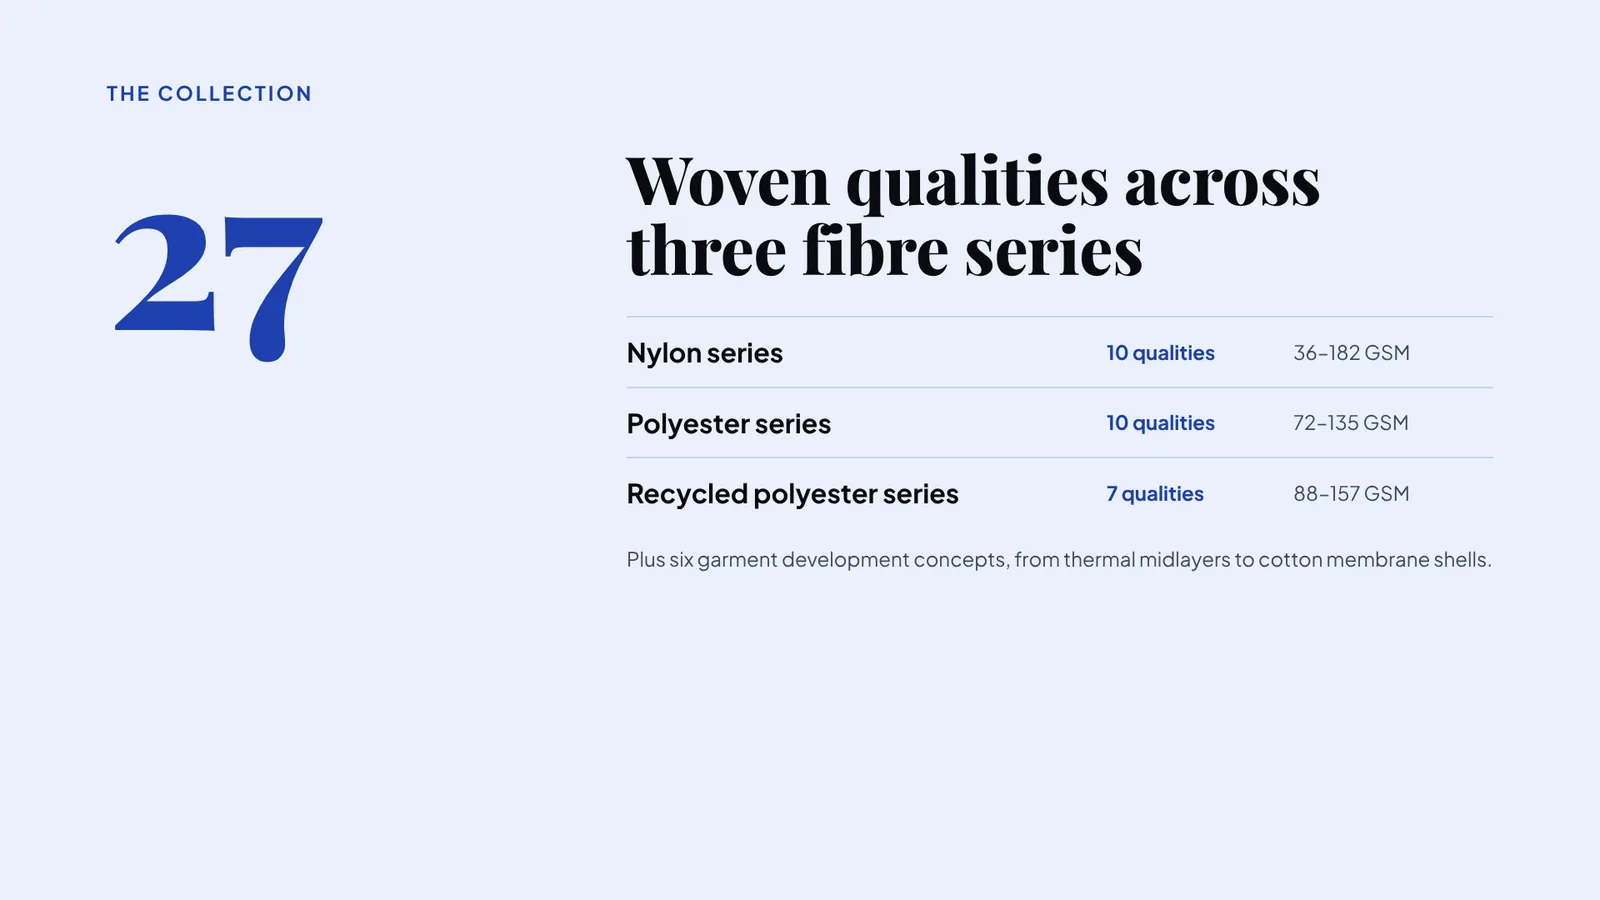 THE COLLECTION
27
Woven qualities across
three fibre series
Nylon series 10 qualities 36–182 GSM
Polyester series 10 qualities 72–135 GSM
Recycled polyester series 7 qualities 88–157 GSM
Plus six garment development concepts, from thermal midlayers to cotton membrane shells.